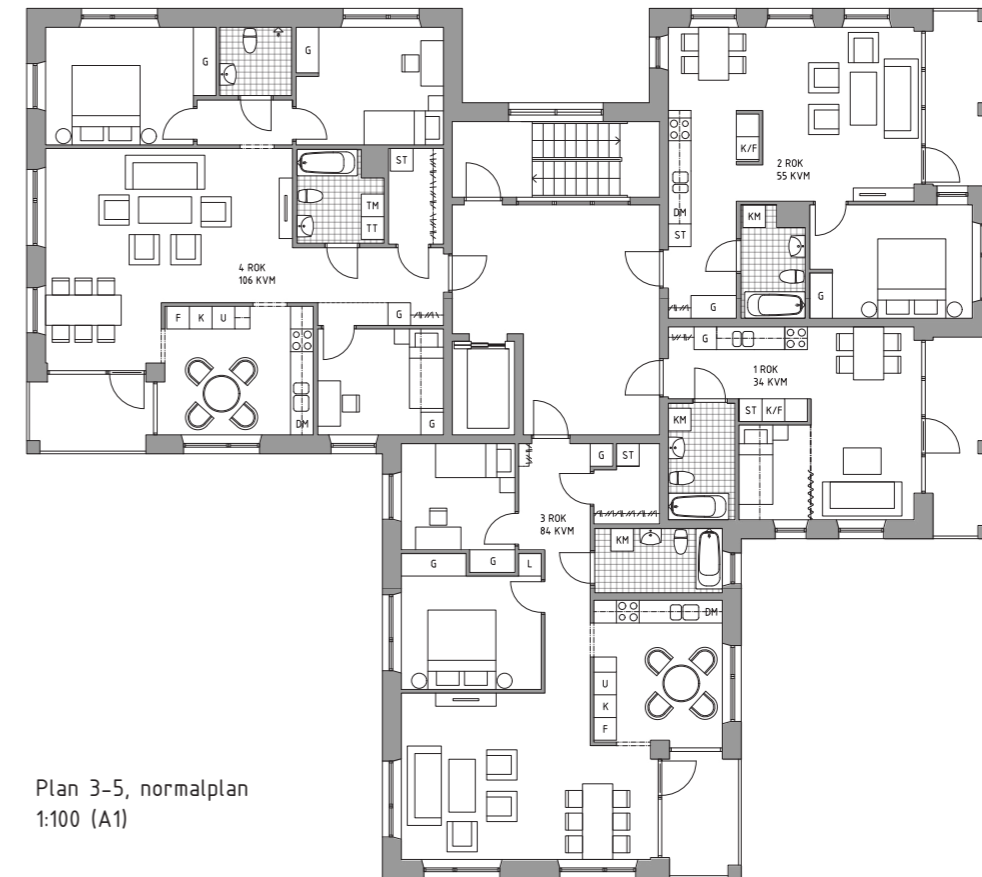 G
G
K/F
2 ROK
55 KVM
ST
TM
TT
DM
ST
KM
G
G
4 ROK
106 KVM
F K U
G
G
1 ROK
34 KVM
DM
G
KM
ST K/F
G ST
3 ROK
84 KVM
KM
G
G
L
DM
U
K
F
Plan 3-5, normalplan
1:100 (A1)